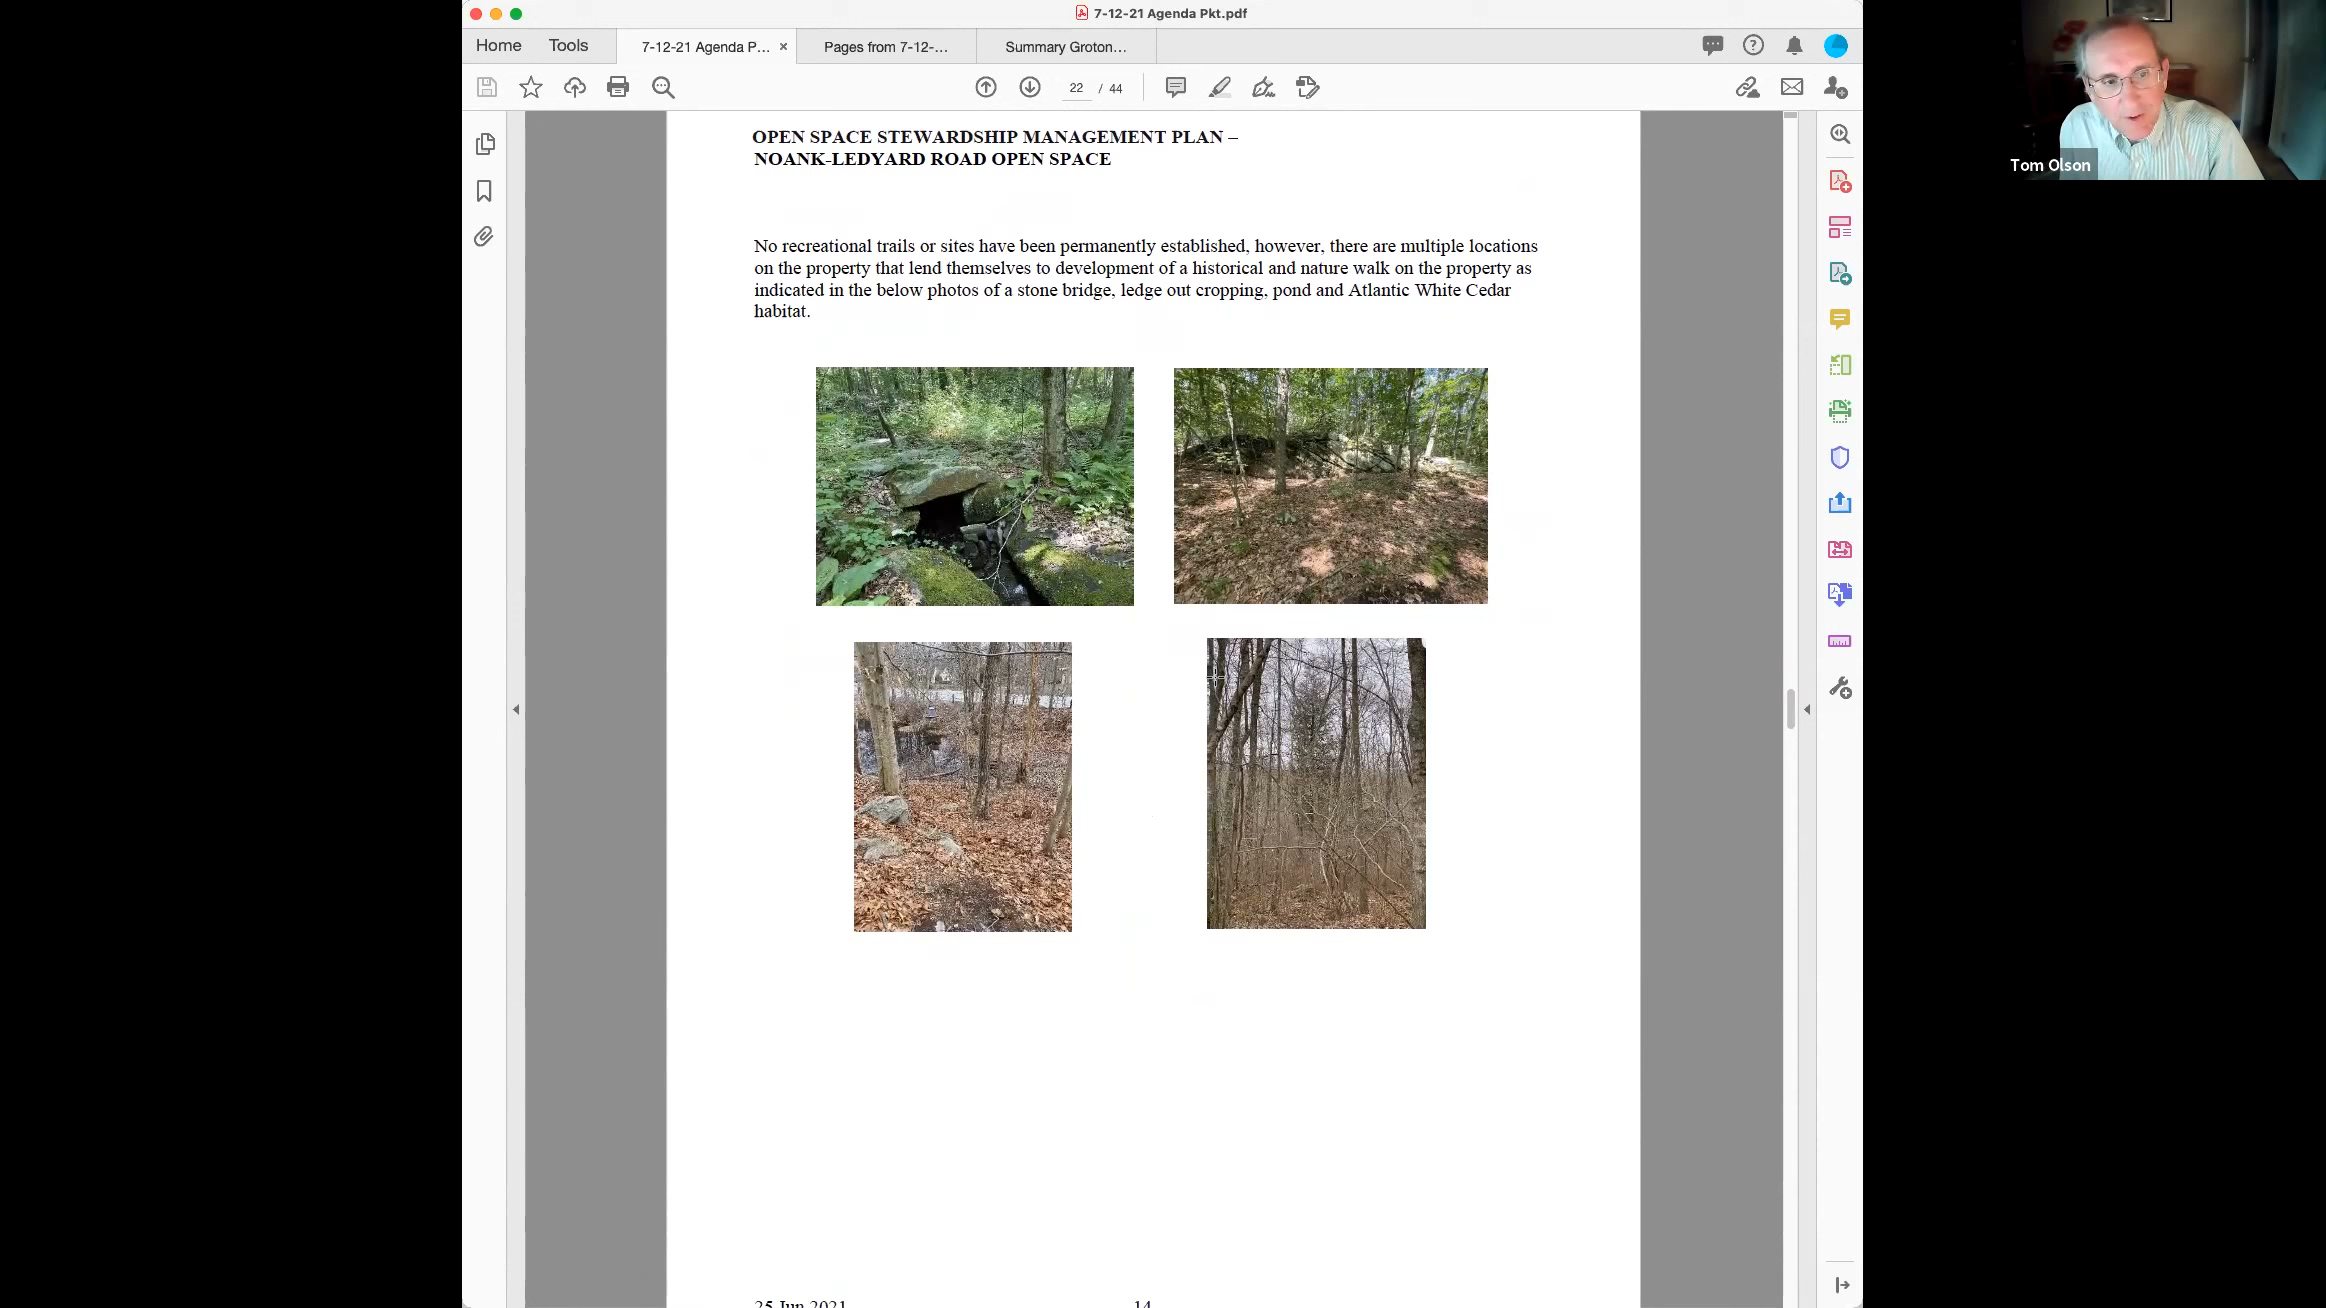 7-12-21 Agenda Pkt.pdf
Home
Tools
7-12-21 Agenda P...
×
Pages from 7-12-...
Summary Groton...
22 / 44
Tom Olson
OPEN SPACE STEWARDSHIP MANAGEMENT PLAN –
NOANK-LEDYARD ROAD OPEN SPACE
No recreational trails or sites have been permanently established, however, there are multiple locations
on the property that lend themselves to development of a historical and nature walk on the property as
indicated in the below photos of a stone bridge, ledge out cropping, pond and Atlantic White Cedar
habitat.
25 Jun 2021
14